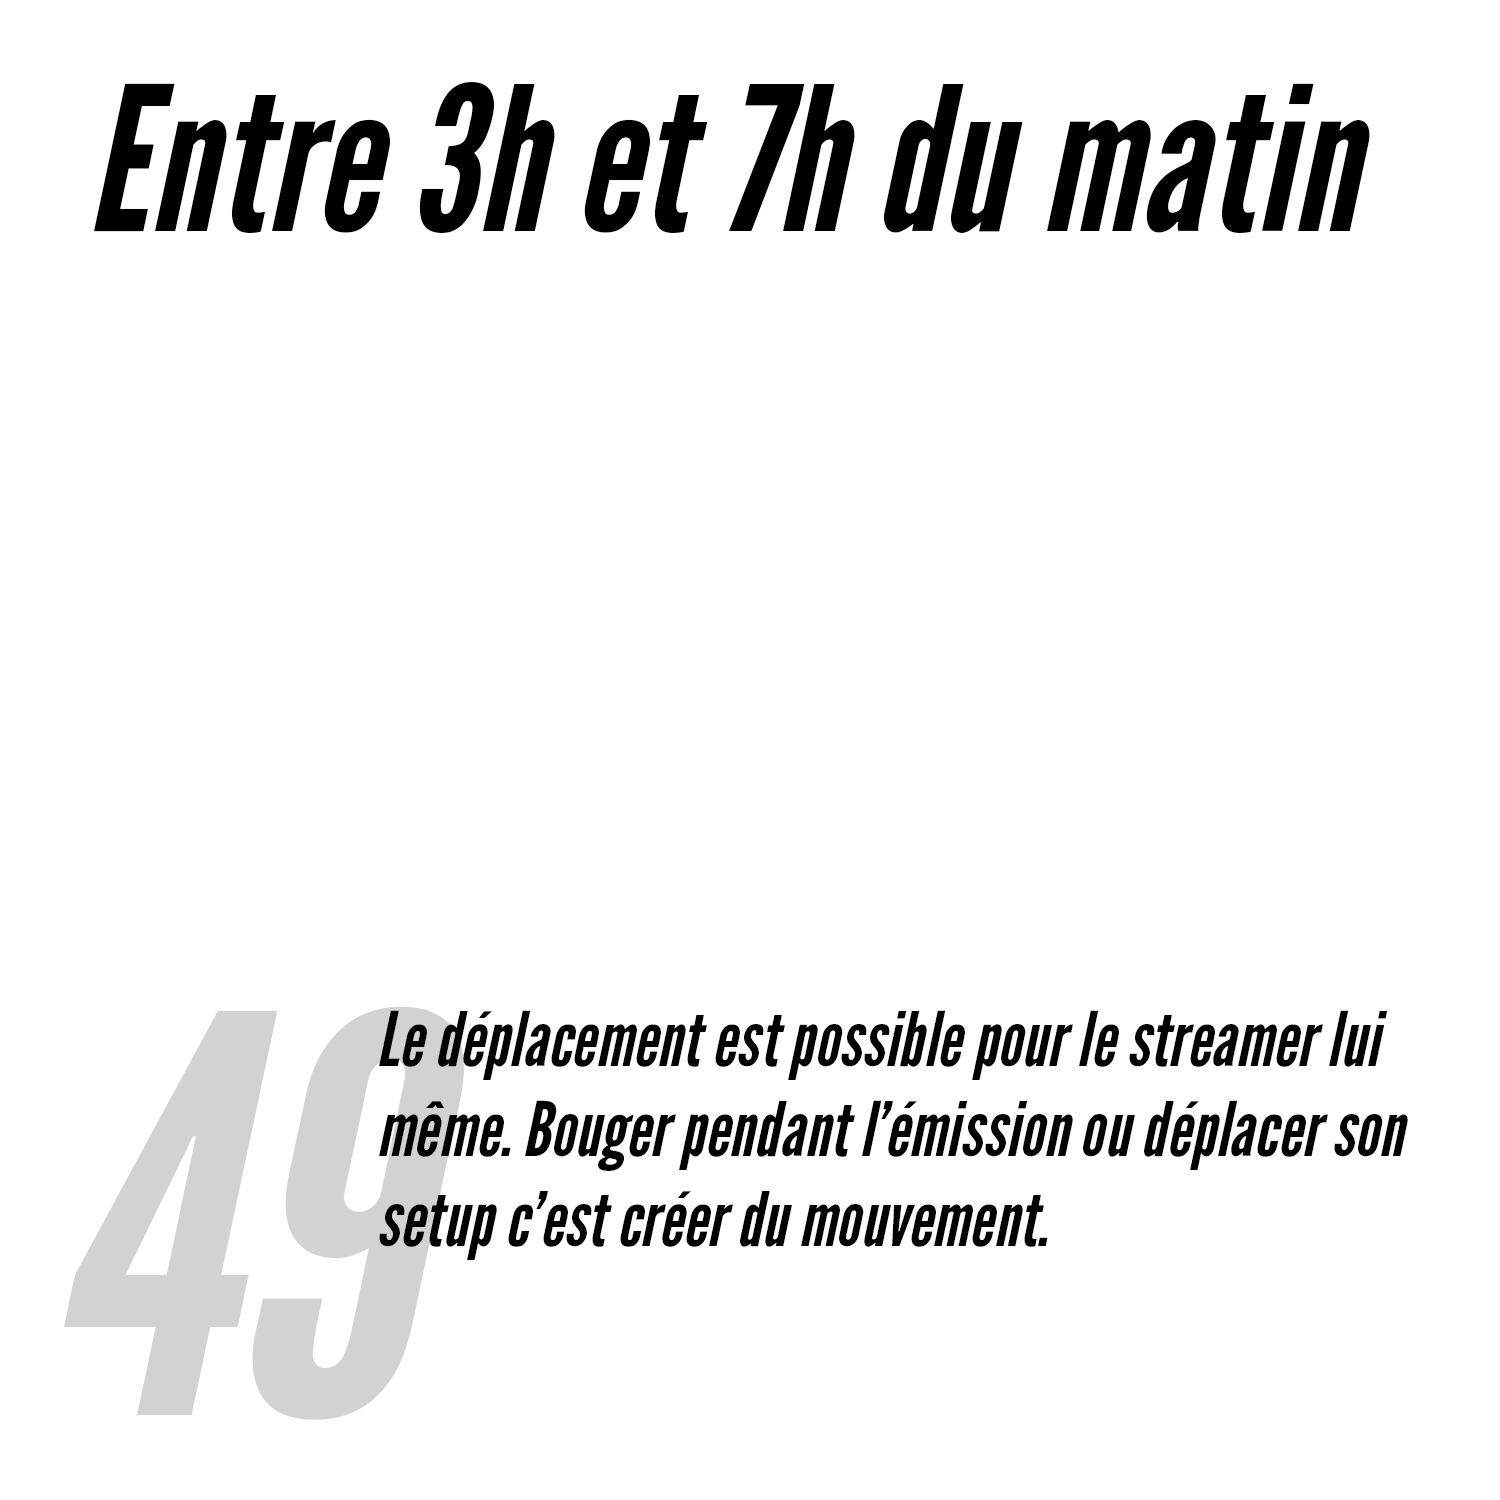 Entre 3h et 7h du matin
49
Le déplacement est possible pour le streamer lui
même. Bouger pendant l’émission ou déplacer son
setup c’est créer du mouvement.